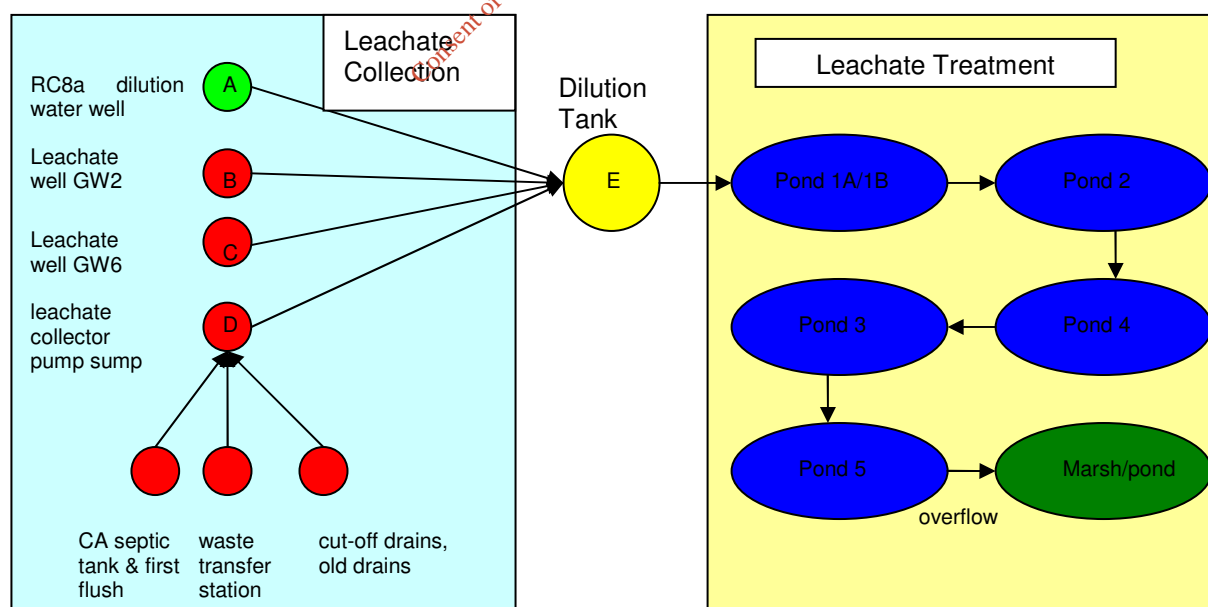 Leachate
Collection
Consent of
Leachate Treatment
RC8a dilution
water well
A
Dilution
Tank
Leachate
well GW2
B
E
Pond 1A/1B
Pond 2
Leachate
well GW6
C
leachate
collector
pump sump
D
Pond 3
Pond 4
Pond 5
Marsh/pond
overflow
CA septic
tank & first
flush
waste
transfer
station
cut-off drains,
old drains